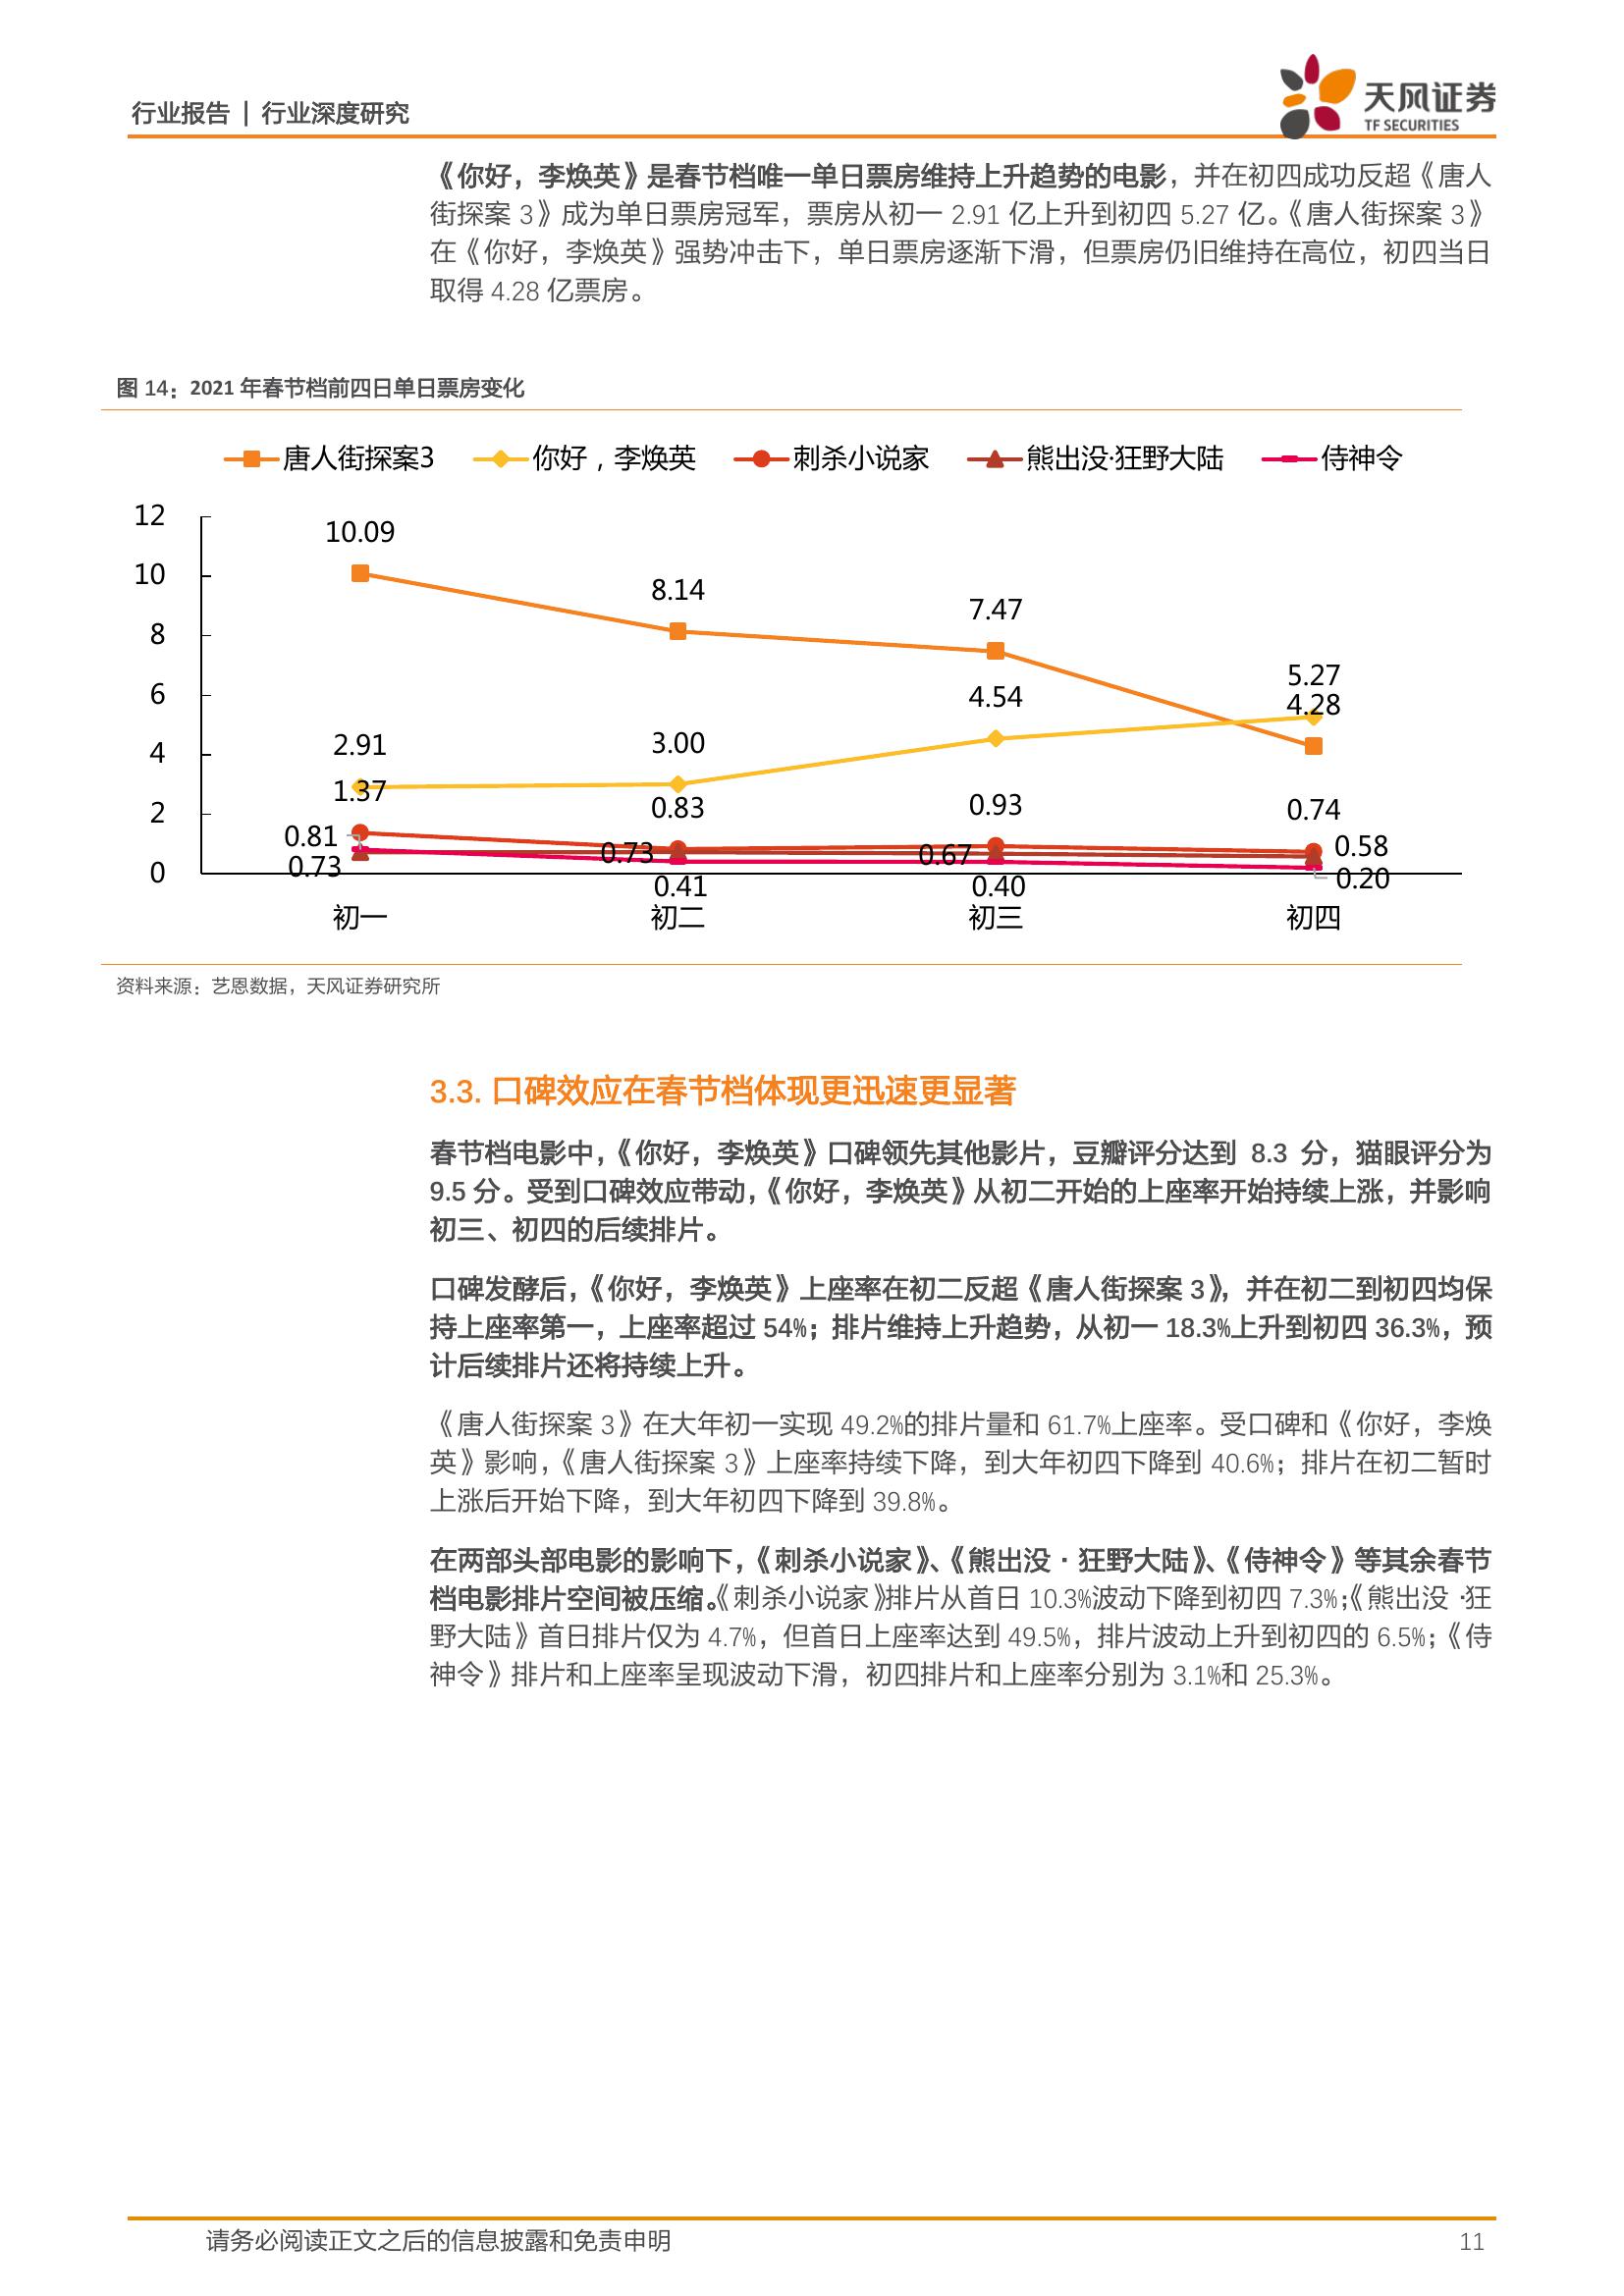 行业报告 | 行业深度研究
天风证券
TF SECURITIES
《你好，李焕英》是春节档唯一单日票房维持上升趋势的电影，并在初四成功反超《唐人
街探案 3》成为单日票房冠军，票房从初一 2.91 亿上升到初四 5.27 亿。《唐人街探案 3》
在《你好，李焕英》强势冲击下，单日票房逐渐下滑，但票房仍旧维持在高位，初四当日
取得 4.28 亿票房。
图 14：2021 年春节档前四日单日票房变化
唐人街探案3 你好，李焕英 刺杀小说家 熊出没·狂野大陆 侍神令
12
10
8
6
4
2
0
10.09 8.14 7.47 4.28
2.91 3.00 4.54 5.27
1.37 0.83 0.93 0.74
0.73 0.73 0.67 0.58
0.81 0.41 0.40 0.20
初一 初二 初三 初四
资料来源：艺恩数据，天风证券研究所
3.3. 口碑效应在春节档体现更迅速更显著
春节档电影中，《你好，李焕英》口碑领先其他影片，豆瓣评分达到 8.3 分，猫眼评分为
9.5 分。受到口碑效应带动，《你好，李焕英》从初二开始的上座率开始持续上涨，并影响
初三、初四的后续排片。
口碑发酵后，《你好，李焕英》上座率在初二反超《唐人街探案 3》，并在初二到初四均保
持上座率第一，上座率超过 54%；排片维持上升趋势，从初一 18.3%上升到初四 36.3%，预
计后续排片还将持续上升。
《唐人街探案 3》在大年初一实现 49.2%的排片量和 61.7%上座率。受口碑和《你好，李焕
英》影响，《唐人街探案 3》上座率持续下降，到大年初四下降到 40.6%；排片在初二暂时
上涨后开始下降，到大年初四下降到 39.8%。
在两部头部电影的影响下，《刺杀小说家》、《熊出没·狂野大陆》、《侍神令》等其余春节
档电影排片空间被压缩。《刺杀小说家》排片从首日 10.3%波动下降到初四 7.3%；《熊出没·狂
野大陆》首日排片仅为 4.7%，但首日上座率达到 49.5%，排片波动上升到初四的 6.5%；《侍
神令》排片和上座率呈现波动下滑，初四排片和上座率分别为 3.1%和 25.3%。
请务必阅读正文之后的信息披露和免责申明 11